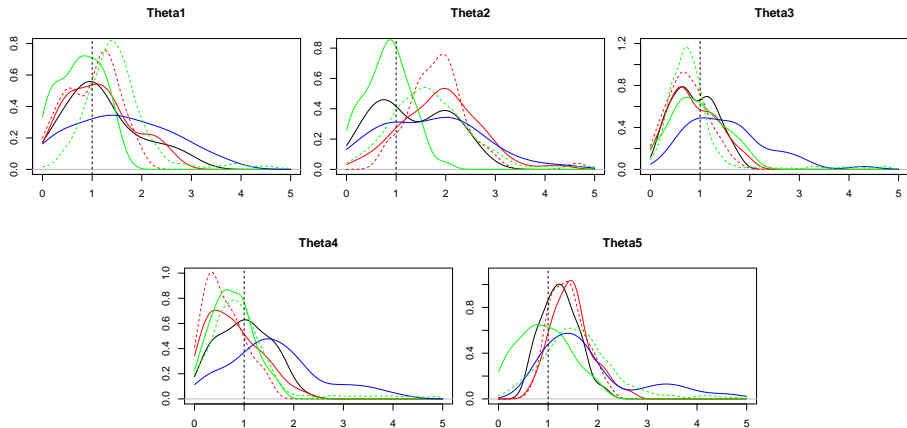 Theta1
0.0 0.2 0.4 0.6 0.8
0 1 2 3 4 5
Theta2
0.0 0.2 0.4 0.6 0.8
0 1 2 3 4 5
Theta3
0.0 0.4 0.8 1.2
0 1 2 3 4 5
Theta4
0.0 0.2 0.4 0.6 0.8 1.0
0 1 2 3 4 5
Theta5
0.0 0.4 0.8
0 1 2 3 4 5